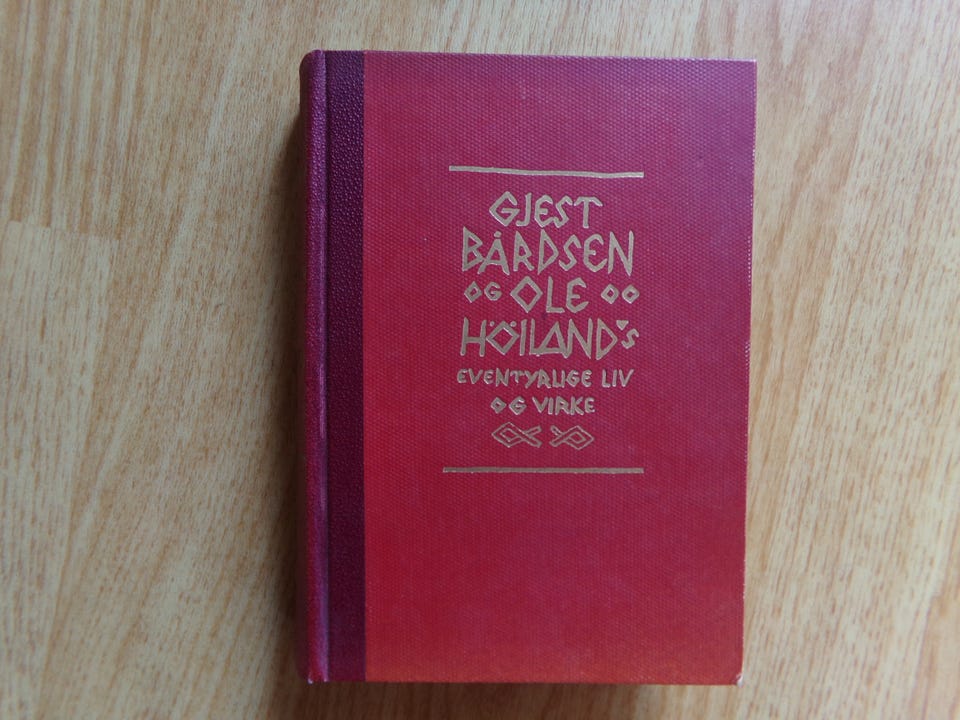 GJEST
BÅRDSEN
OG OLE
HÖILAND'S
EVENTYRLIGE LIV
OG VIRKE